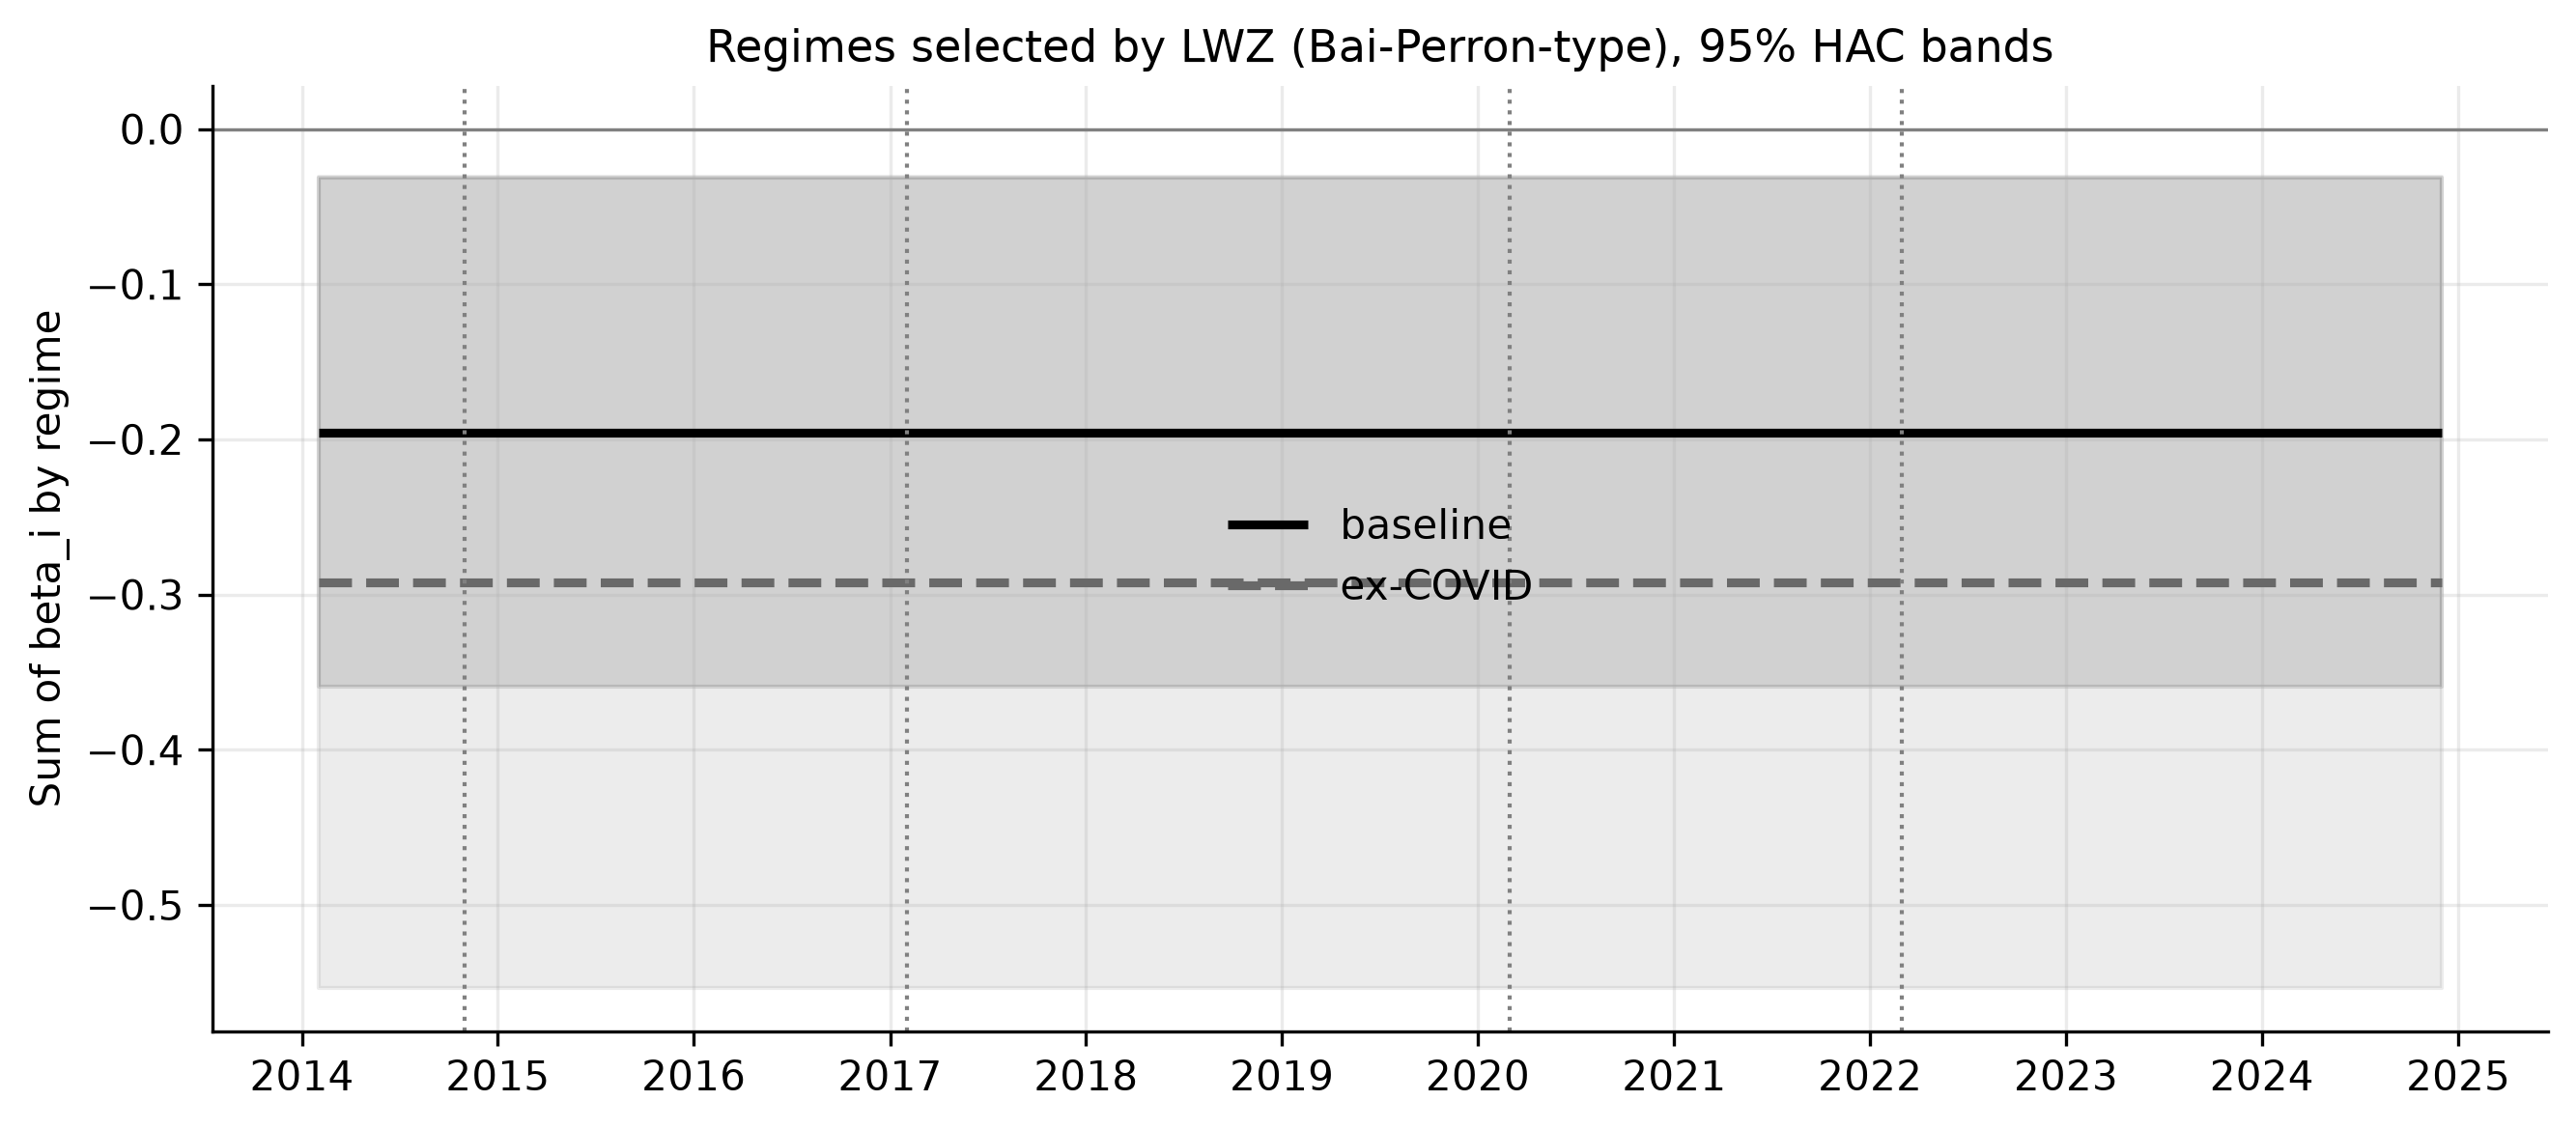 Regimes selected by LWZ (Bai-Perron-type), 95% HAC bands
Sum of beta_i by regime
0.0
−0.1
−0.2
−0.3
−0.4
−0.5
baseline
ex-COVID
2014 2015 2016 2017 2018 2019 2020 2021 2022 2023 2024 2025